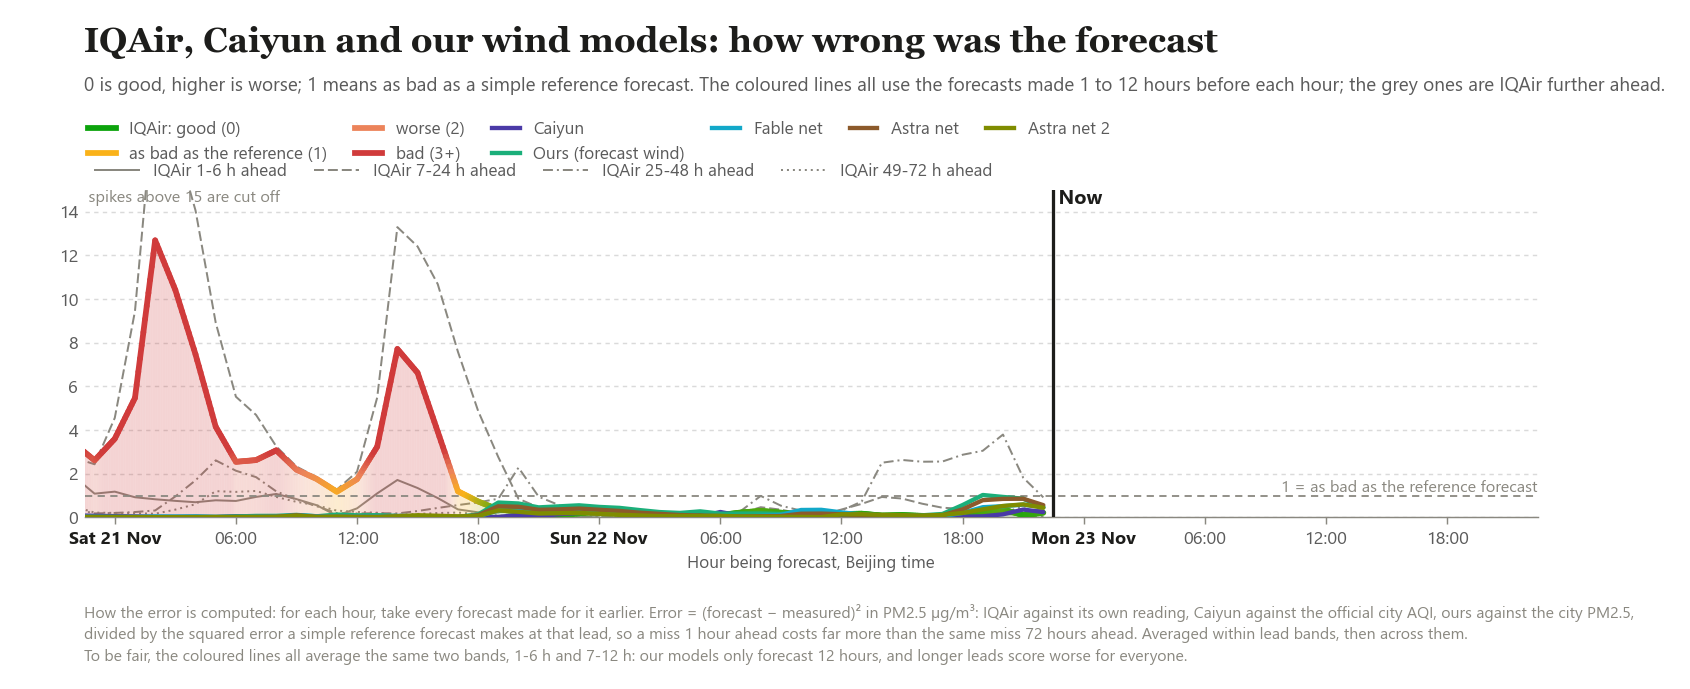 IQAir, Caiyun and our wind models: how wrong was the forecast
0 is good, higher is worse; 1 means as bad as a simple reference forecast. The coloured lines all use the forecasts made 1 to 12 hours before each hour; the grey ones are IQAir further ahead.
IQAir: good (0) worse (2) Caiyun Fable net Astra net Astra net 2
as bad as the reference (1) bad (3+) Ours (forecast wind)
IQAir 1-6 h ahead IQAir 7-24 h ahead IQAir 25-48 h ahead IQAir 49-72 h ahead
spikes above 15 are cut off
Now
14
12
10
8
6
4
2
1 = as bad as the reference forecast
0
Sat 21 Nov 06:00 12:00 18:00 Sun 22 Nov 06:00 12:00 18:00 Mon 23 Nov 06:00 12:00 18:00
Hour being forecast, Beijing time
How the error is computed: for each hour, take every forecast made for it earlier. Error = (forecast − measured)² in PM2.5 µg/m³: IQAir against its own reading, Caiyun against the official city AQI, ours against the city PM2.5,
divided by the squared error a simple reference forecast makes at that lead, so a miss 1 hour ahead costs far more than the same miss 72 hours ahead. Averaged within lead bands, then across them.
To be fair, the coloured lines all average the same two bands, 1-6 h and 7-12 h: our models only forecast 12 hours, and longer leads score worse for everyone.